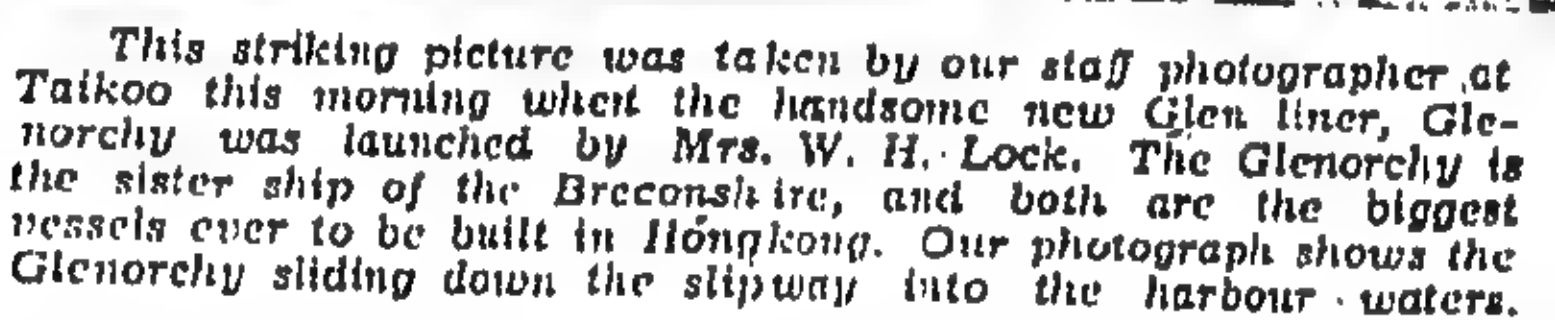 This striking picture was taken by our staff photographer at
Taikoo this morning when the handsome new Glen liner, Gle-
norchy was launched by Mrs. W. H. Lock. The Glenorchy is
the sister ship of the Breconshire, and both are the biggest
vessels ever to be built in Hongkong. Our photograph shows the
Glenorchy sliding down the slipway into the harbour waters.